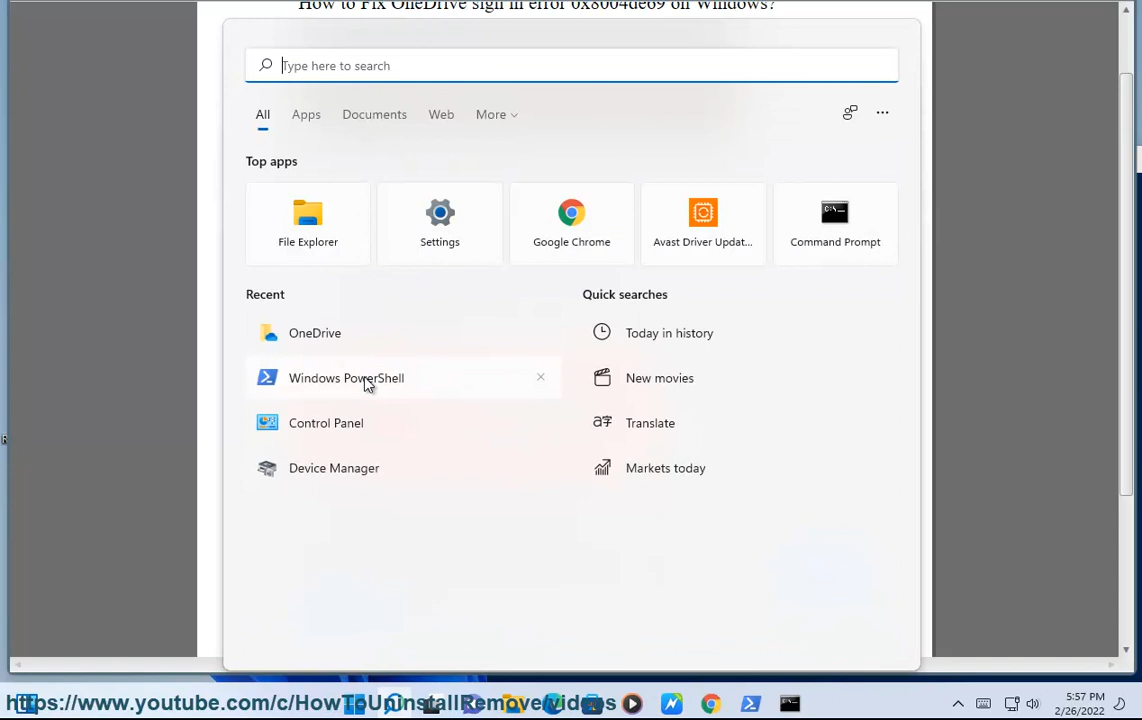 How to Fix OneDrive sign in error 0x8004de69 on Windows?
Type here to search
All Apps Documents Web More
Top apps
File Explorer Settings Google Chrome Avast Driver Updat... Command Prompt
Recent Quick searches
OneDrive Today in history
Windows PowerShell New movies
Control Panel Translate
Device Manager Markets today
https://www.youtube.com/c/HowToUninstallRemove/videos
5:57 PM
2/26/2022